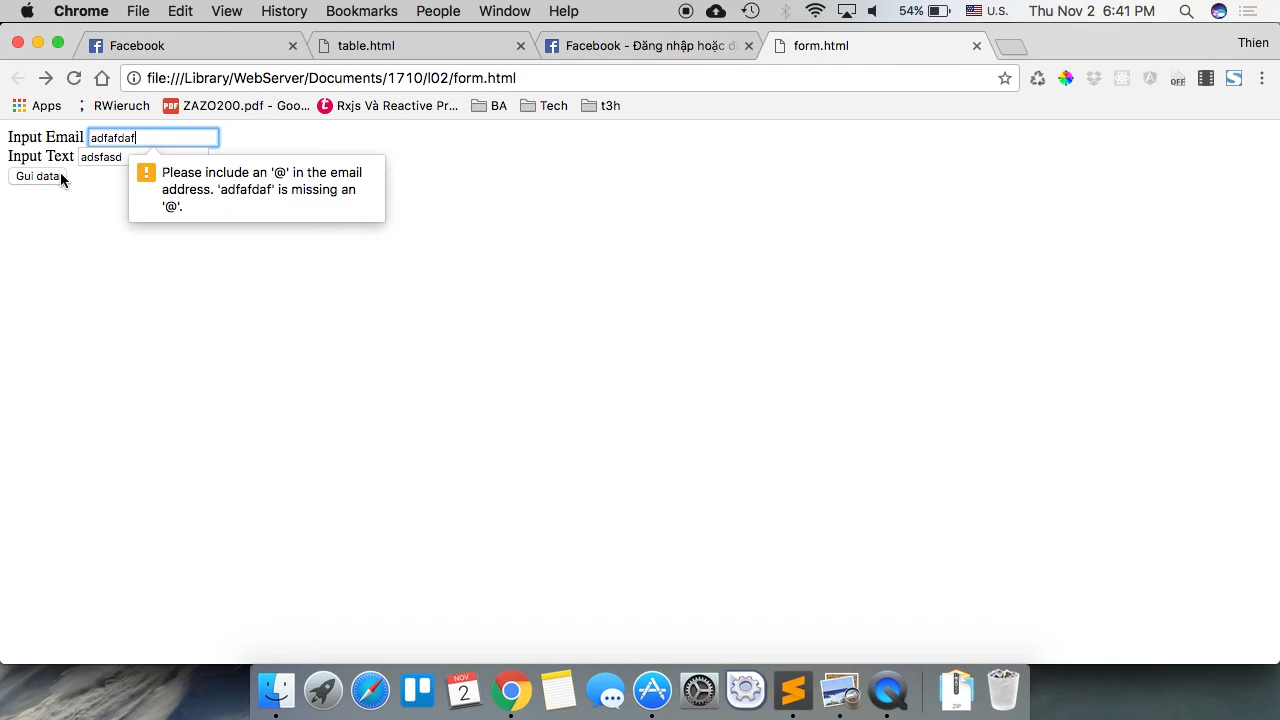 Chrome File Edit View History Bookmarks People Window Help 54% U.S. Thu Nov 2 6:41 PM
Facebook table.html Facebook - Đăng nhập hoặc đ form.html Thien
file:///Library/WebServer/Documents/1710/l02/form.html
Apps RWieruch PDF ZAZO200.pdf - Goo... Rxjs Và Reactive Pr... BA Tech t3h
Input Email adfafdaf
Input Text adsfasd
Gui data
Please include an '@' in the email
address. 'adfafdaf' is missing an
'@'.
NOV
2
ZIP